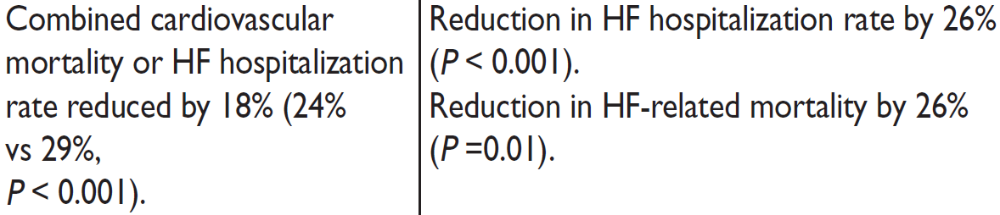 Combined cardiovascular
mortality or HF hospitalization
rate reduced by 18% (24%
vs 29%,
P < 0.001).
Reduction in HF hospitalization rate by 26%
(P < 0.001).
Reduction in HF-related mortality by 26%
(P =0.01).